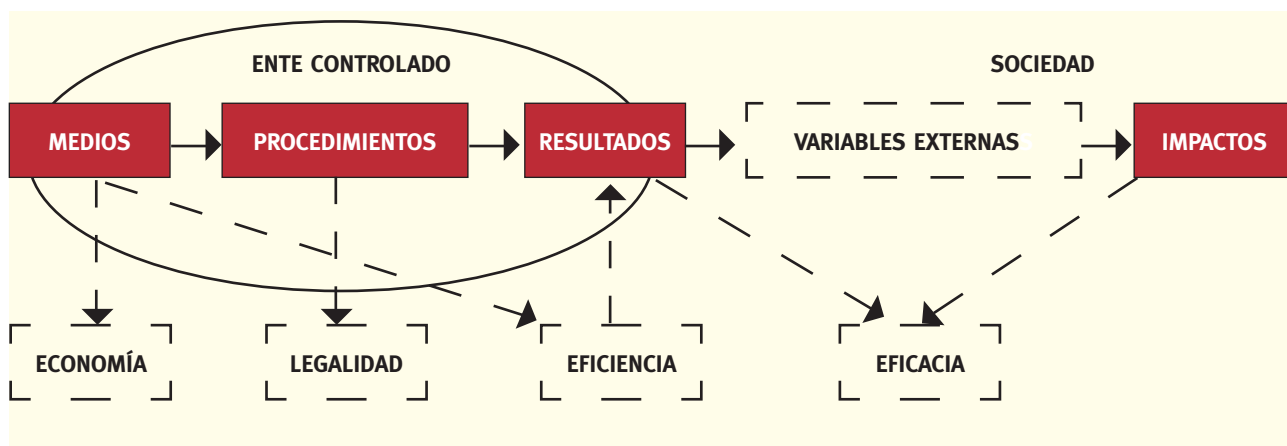 ENTE CONTROLADO
SOCIEDAD
MEDIOS
PROCEDIMIENTOS
RESULTADOS
VARIABLES EXTERNAS
IMPACTOS
ECONOMÍA
LEGALIDAD
EFICIENCIA
EFICACIA